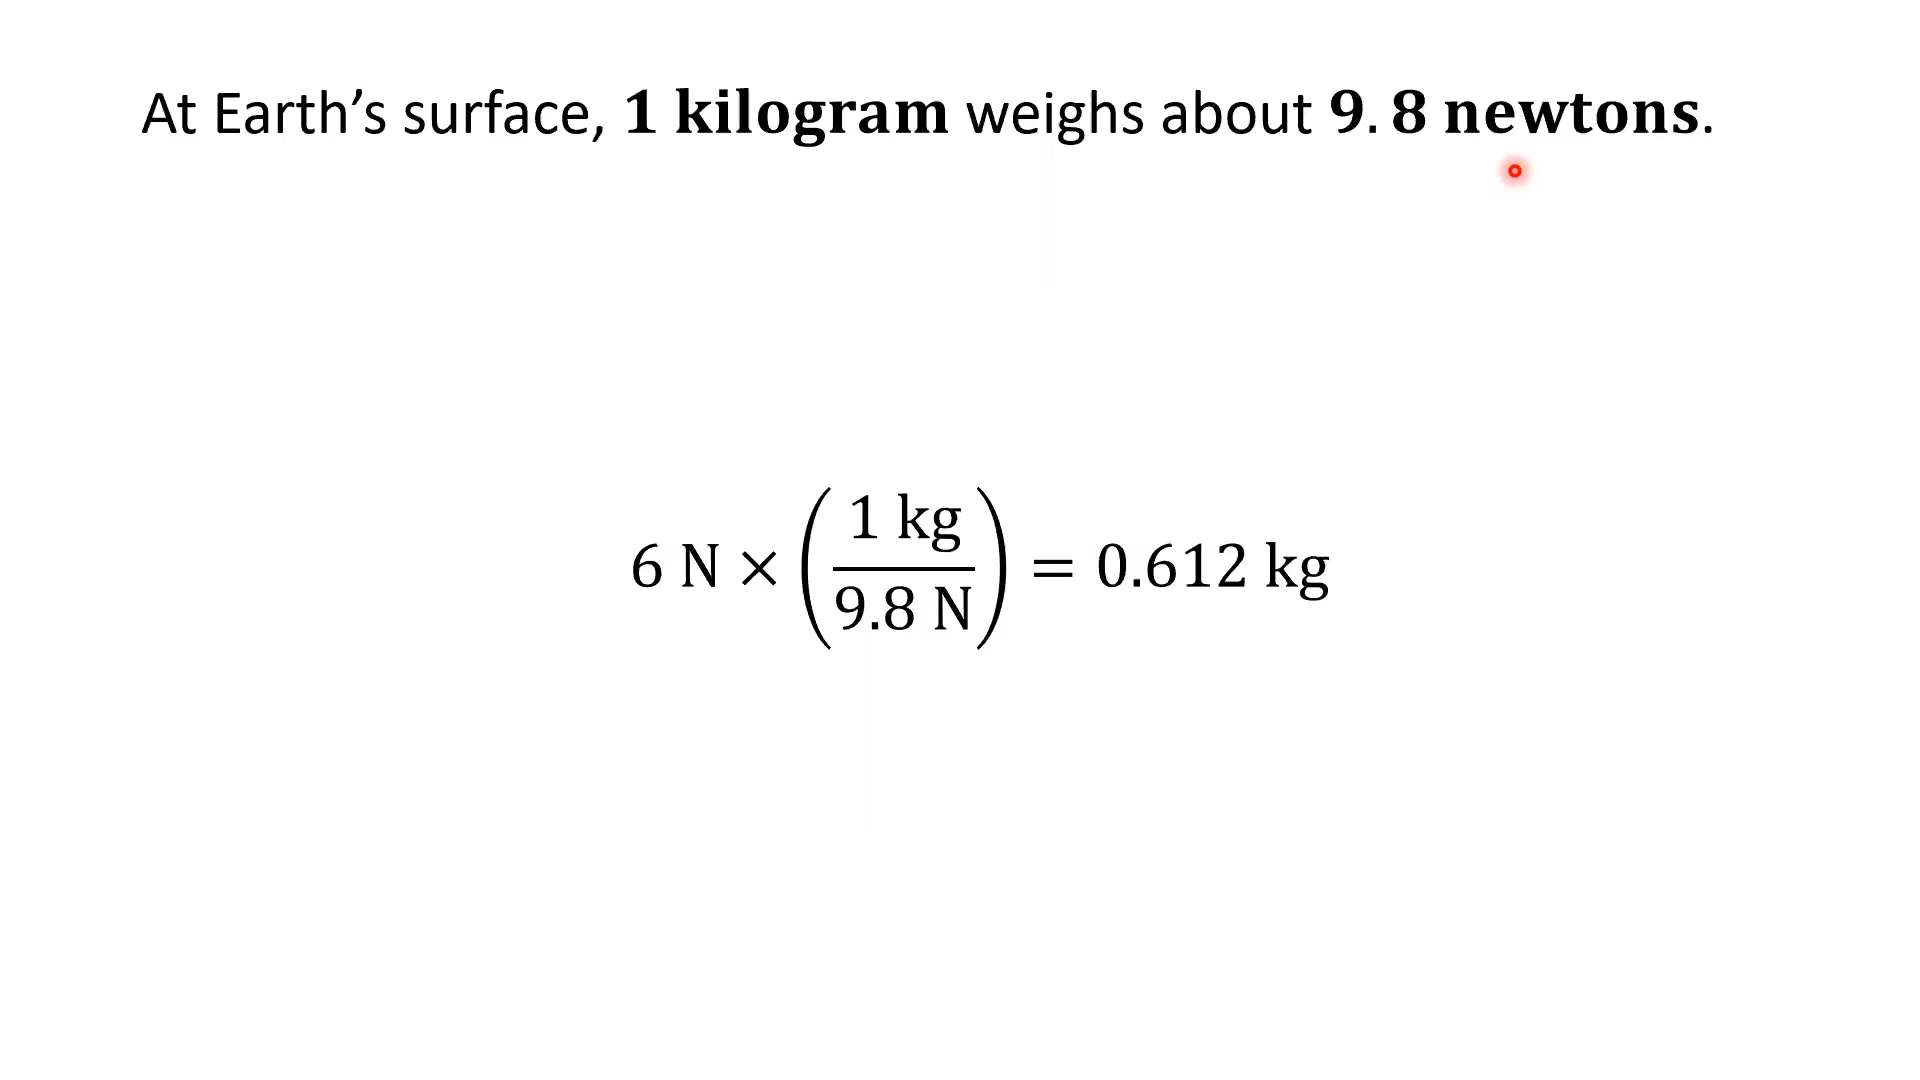 At Earth’s surface, 1 kilogram weighs about 9.8 newtons.
6 N × (1 kg / 9.8 N) = 0.612 kg